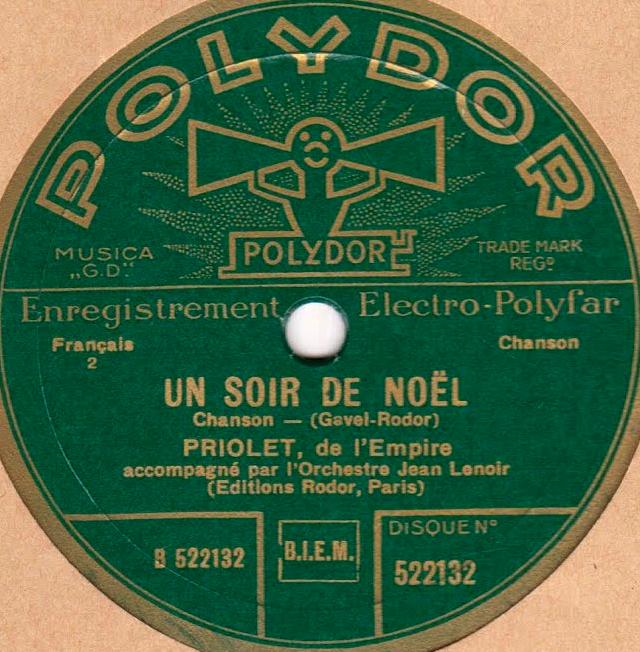 POLYDOR
POLYDOR
MUSICA
„G.D“
TRADE MARK
REGD
Enregistrement Electro-Polyfar
Français
2
Chanson
UN SOIR DE NOËL
Chanson — (Gavel-Rodor)
PRIOLET, de l'Empire
accompagné par l'Orchestre Jean Lenoir
(Editions Rodor, Paris)
B 522132
B.I.E.M.
DISQUE No
522132